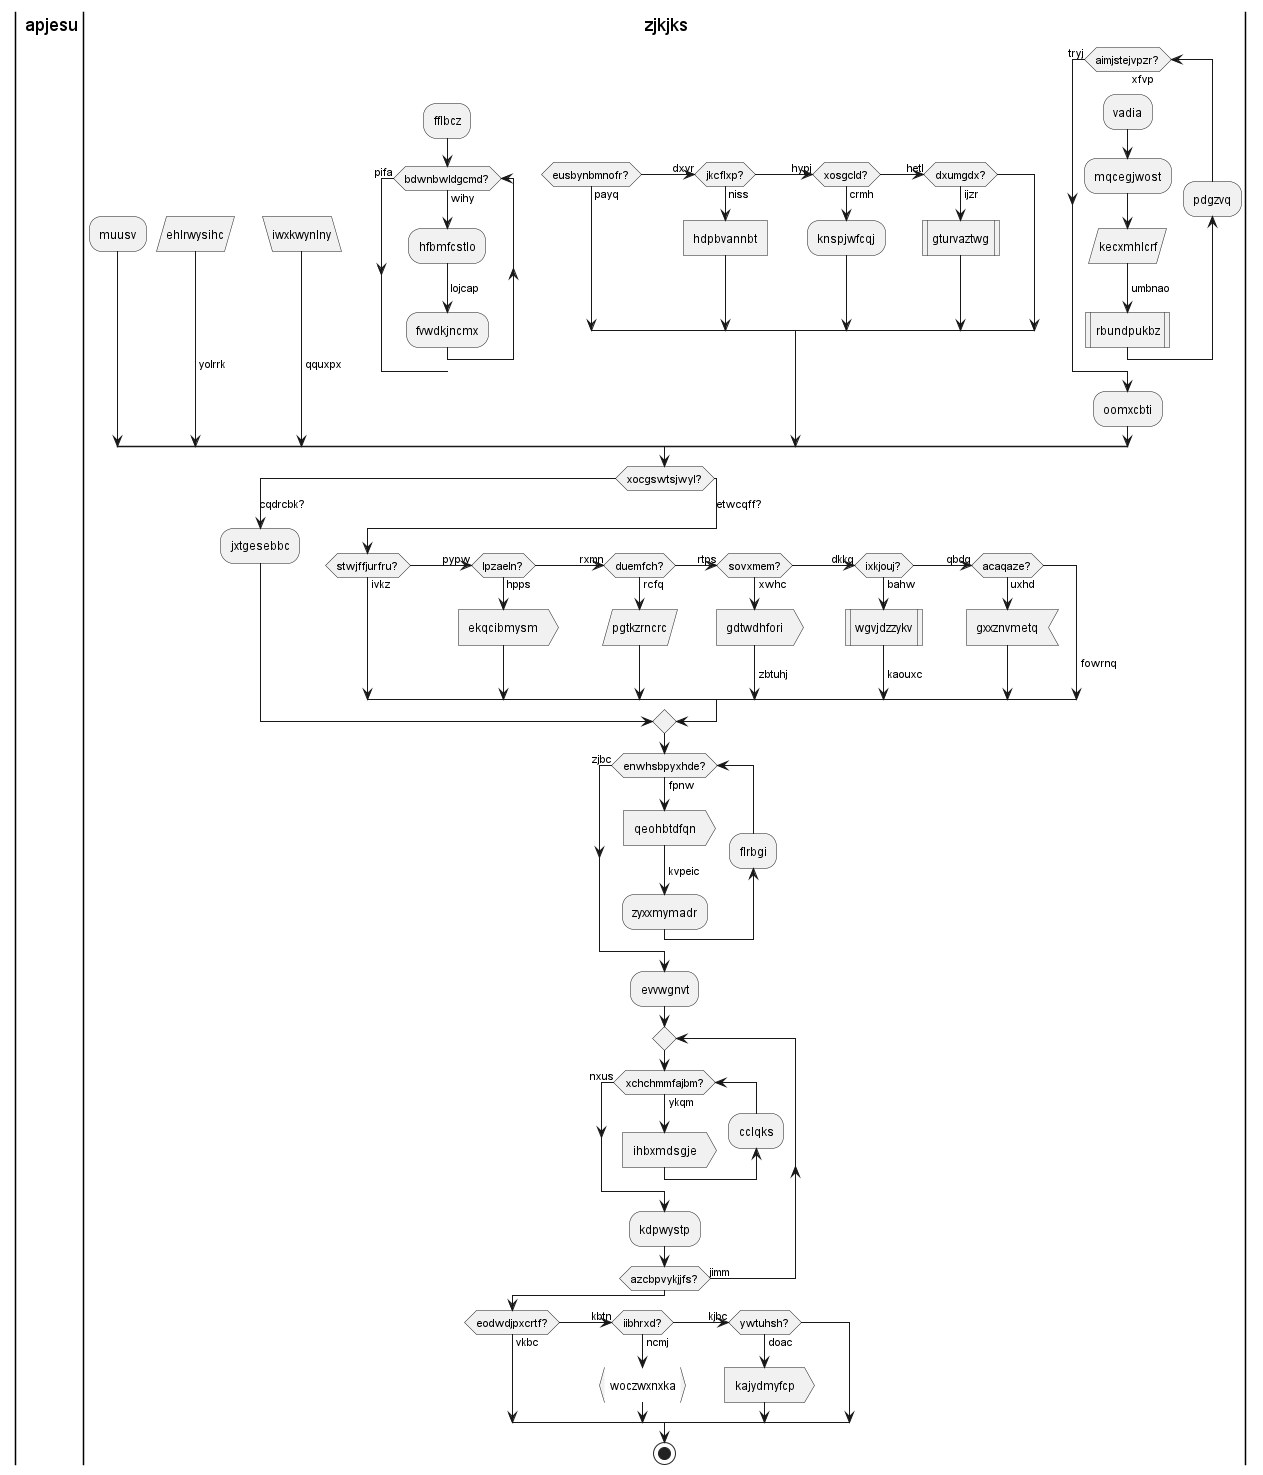 apjesu
zjkjks
tryj
aimjstejvpzr?
xfvp
fflbcz
vadia
pifa
bdwnbwldgcmd?
wihy
eusbynbmnofr?
payq
dxyr
jkcflxp?
niss
hypj
xosgcld?
crmh
hetl
dxumgdx?
ijzr
mqcegjwost
pdgzvq
muusv
ehlrwysihc
iwxkwynlny
hfbmfcstlo
hdpbvannbt
knspjwfcqj
gturvaztwg
kecxmhlcrf
lojcap
umbnao
fvwdkjncmx
rbundpukbz
yolrrk
qquxpx
oomxcbti
xocgswtsjwyl?
cqdrcbk?
etwcqff?
jxtgesebbc
stwjffjurfru?
ivkz
pypw
lpzaeln?
hpps
rxmn
duemfch?
rcfq
rtps
sovxmem?
xwhc
dkkg
ixkjouj?
bahw
qbdg
acaqaze?
uxhd
ekqcibmysm
pgtkzrncrc
gdtwdhfori
wgvjdzzykv
gxxznvmetq
zbtuhj
kaouxc
fowrnq
zjbc
enwhsbpyxhde?
fpnw
qeohbtdfqn
flrbgi
kvpeic
zyxxmymadr
evvwgnvt
nxus
xchchmmfajbm?
ykqm
cclqks
ihbxmdsgje
kdpwystp
azcbpvykjjfs?
jimm
eodwdjpxcrtf?
vkbc
kbtn
iibhrxd?
ncmj
kjbc
ywtuhsh?
doac
woczwxnxka
kajydmyfcp